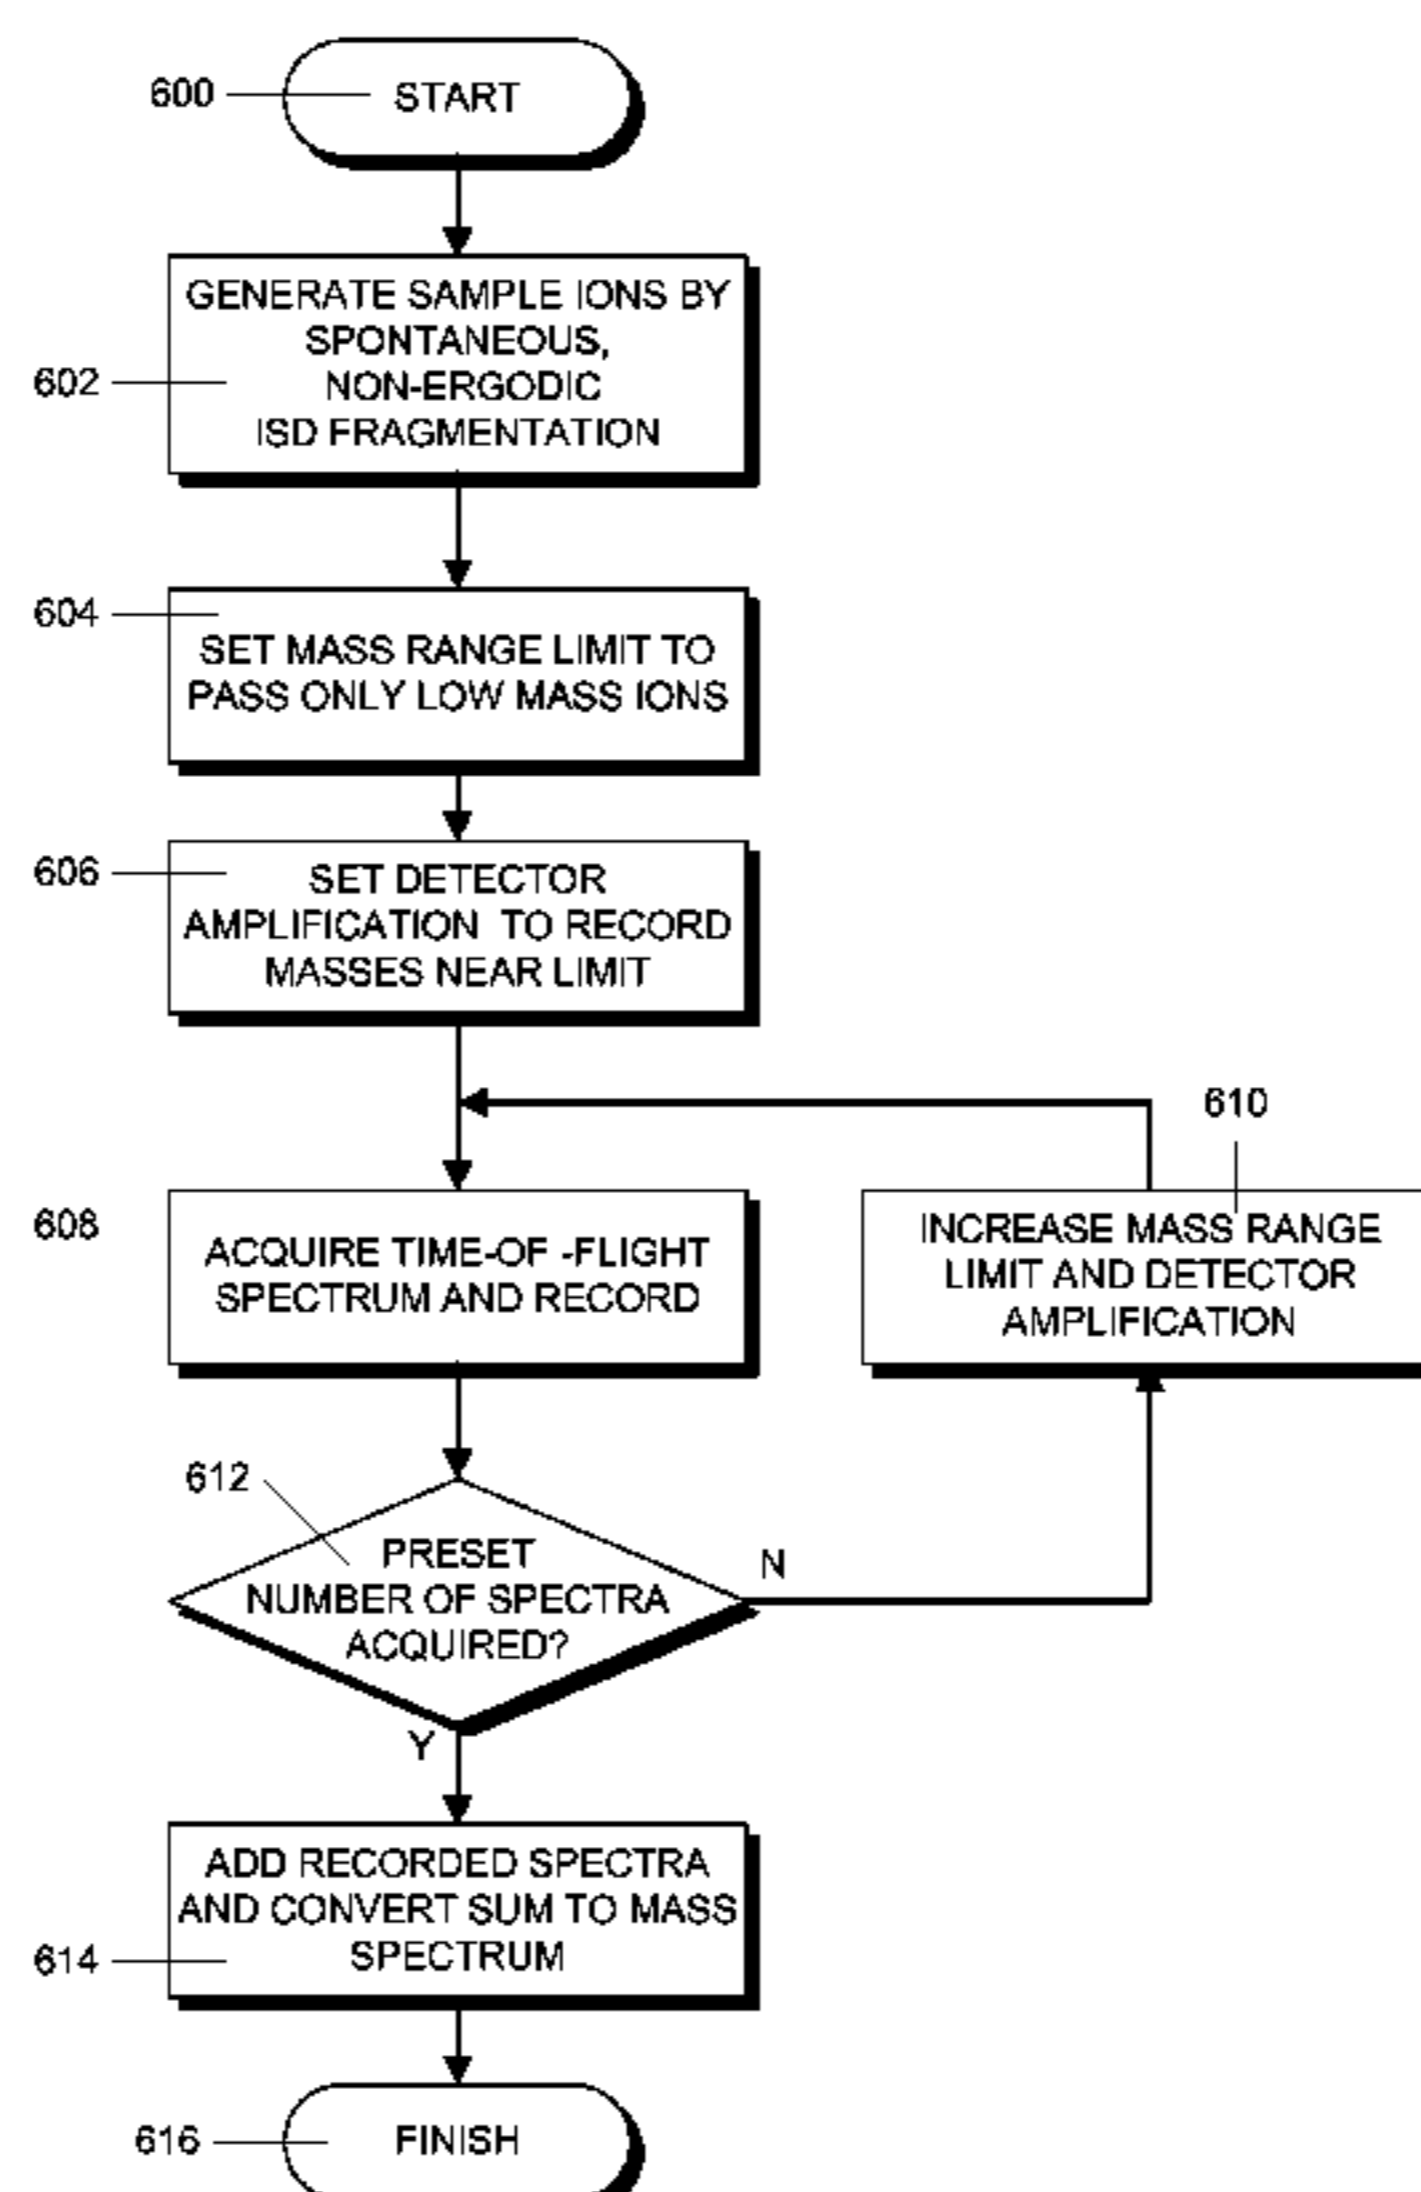 600
START
GENERATE SAMPLE IONS BY
SPONTANEOUS,
NON-ERGODIC
ISD FRAGMENTATION
602
604
SET MASS RANGE LIMIT TO
PASS ONLY LOW MASS IONS
606
SET DETECTOR
AMPLIFICATION TO RECORD
MASSES NEAR LIMIT
610
608
ACQUIRE TIME-OF -FLIGHT
SPECTRUM AND RECORD
INCREASE MASS RANGE
LIMIT AND DETECTOR
AMPLIFICATION
612
PRESET
NUMBER OF SPECTRA
ACQUIRED?
N
Y
ADD RECORDED SPECTRA
AND CONVERT SUM TO MASS
SPECTRUM
614
616
FINISH